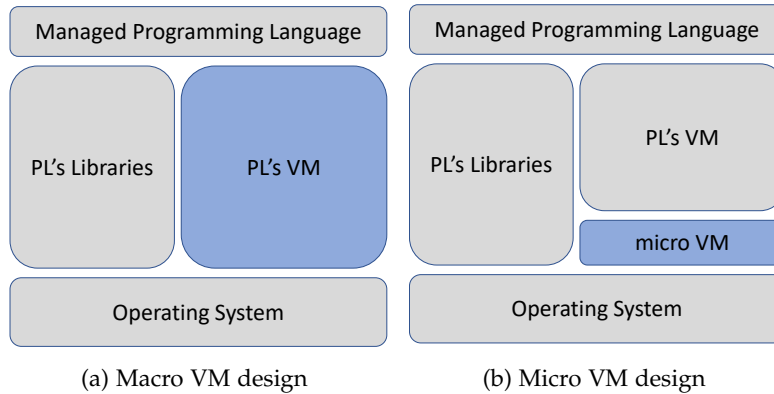 Managed Programming Language
PL's Libraries
PL's VM
Operating System
(a) Macro VM design
Managed Programming Language
PL's Libraries
PL's VM
micro VM
Operating System
(b) Micro VM design